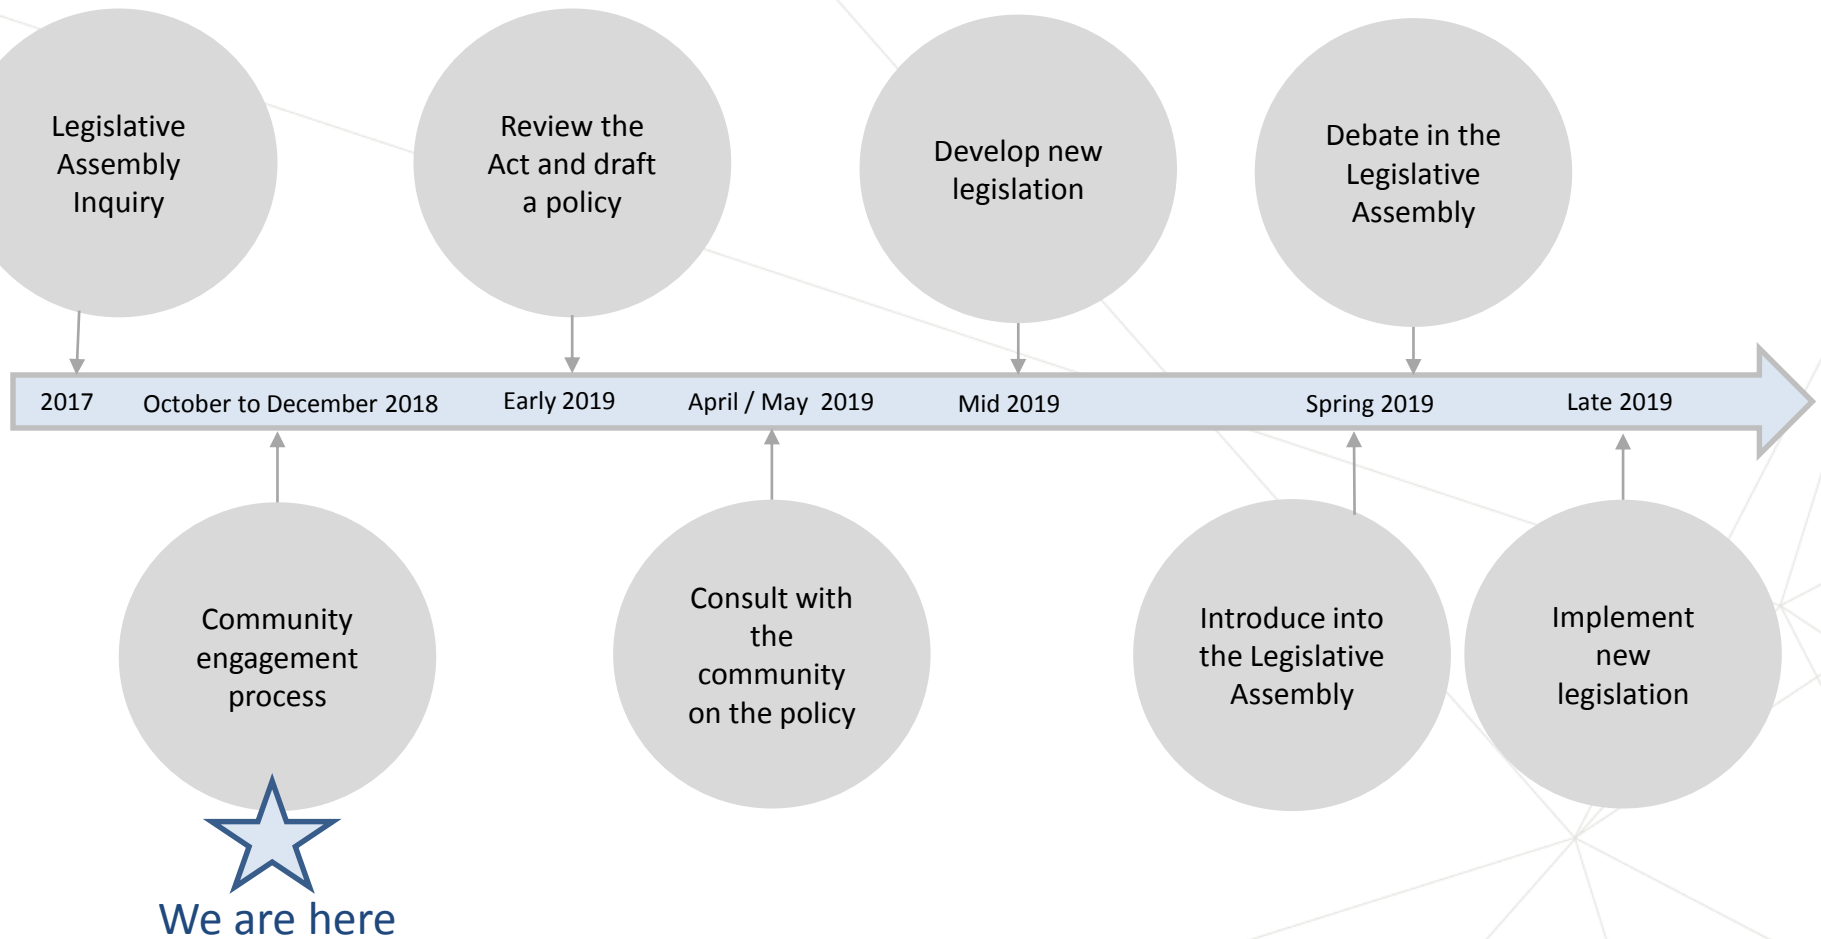 Legislative
Assembly
Inquiry
Review the
Act and draft
a policy
Develop new
legislation
Debate in the
Legislative
Assembly
2017
October to December 2018
Early 2019
April / May 2019
Mid 2019
Spring 2019
Late 2019
Community
engagement
process
Consult with
the
community
on the policy
Introduce into
the Legislative
Assembly
Implement
new
legislation
We are here